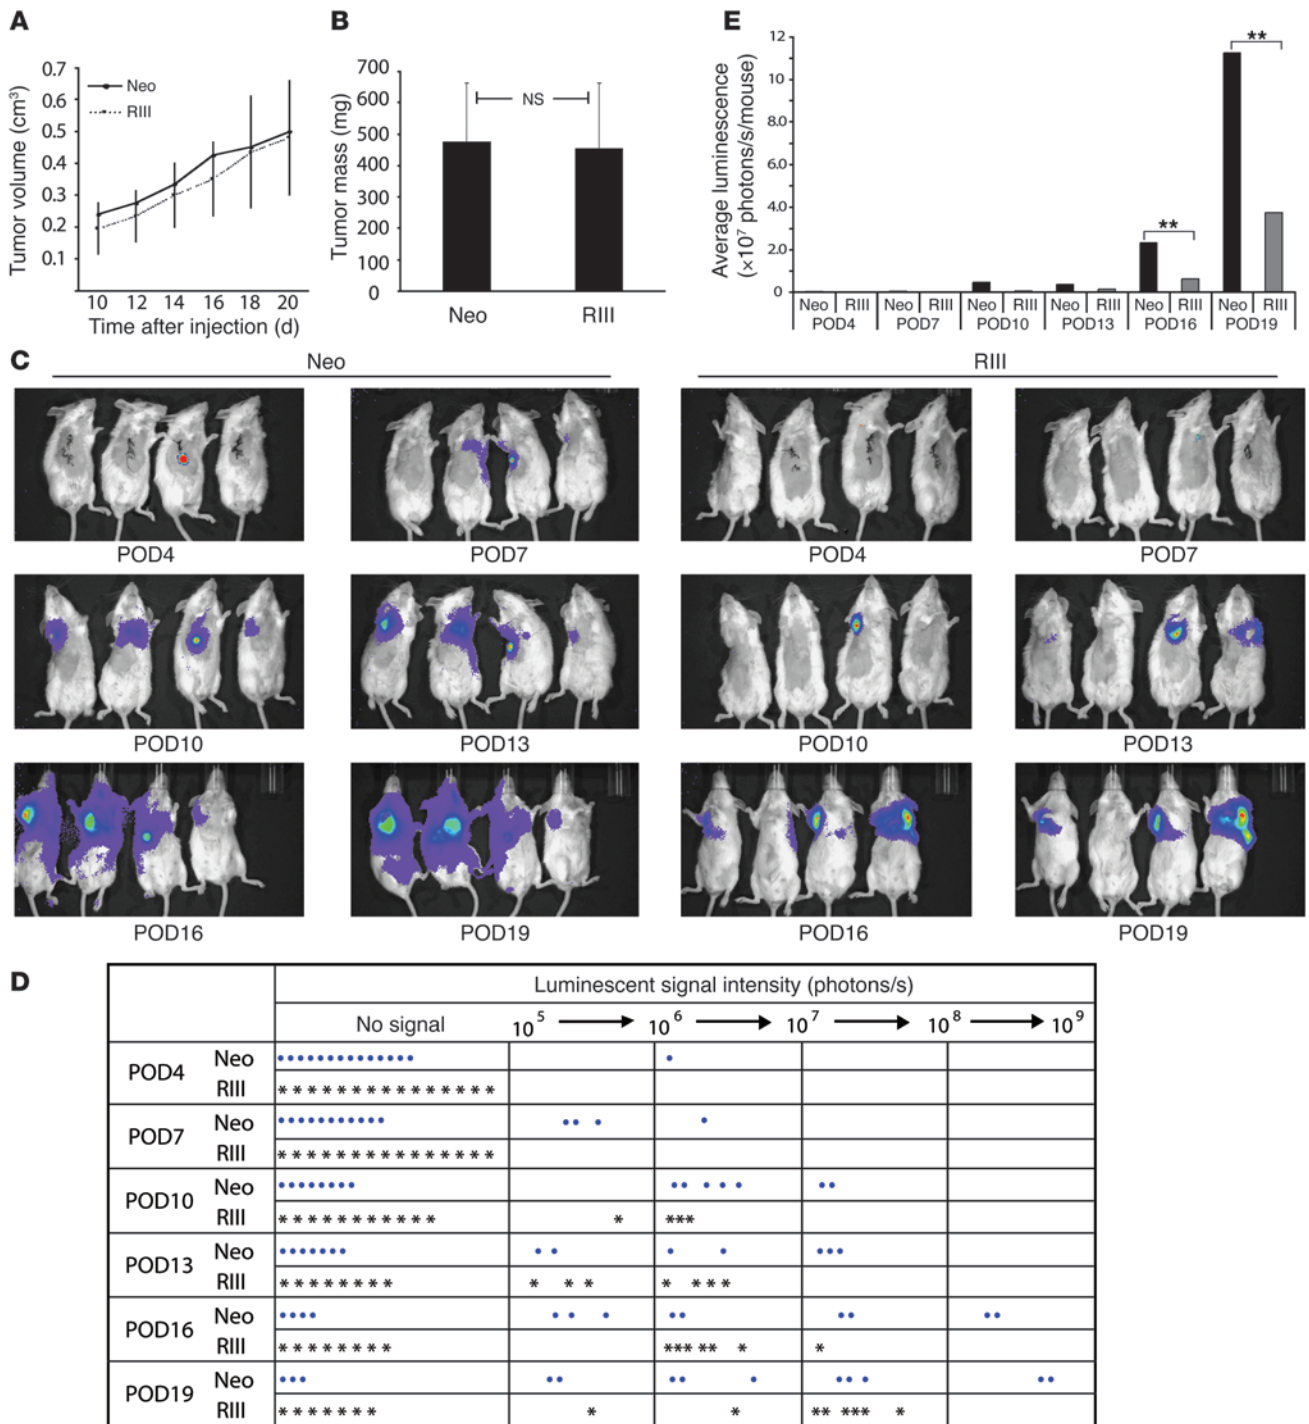 A
Tumor volume (cm³)
0.7
0.6
0.5
0.4
0.3
0.2
0.1
Neo
RIII
10 12 14 16 18 20
Time after injection (d)
B
Tumor mass (mg)
700
600
500
400
300
200
100
0
NS
Neo RIII
E
Average luminescence
(×10⁷ photons/s/mouse)
12
10
8.0
6.0
4.0
2.0
0
**
**
Neo RIII Neo RIII Neo RIII Neo RIII Neo RIII Neo RIII
POD4 POD7 POD10 POD13 POD16 POD19
C
Neo RIII
POD4 POD7 POD4 POD7
POD10 POD13 POD10 POD13
POD16 POD19 POD16 POD19
D
Luminescent signal intensity (photons/s)
No signal 10⁵ 10⁶ 10⁷ 10⁸ 10⁹
POD4 Neo
RIII
POD7 Neo
RIII
POD10 Neo
RIII
POD13 Neo
RIII
POD16 Neo
RIII
POD19 Neo
RIII